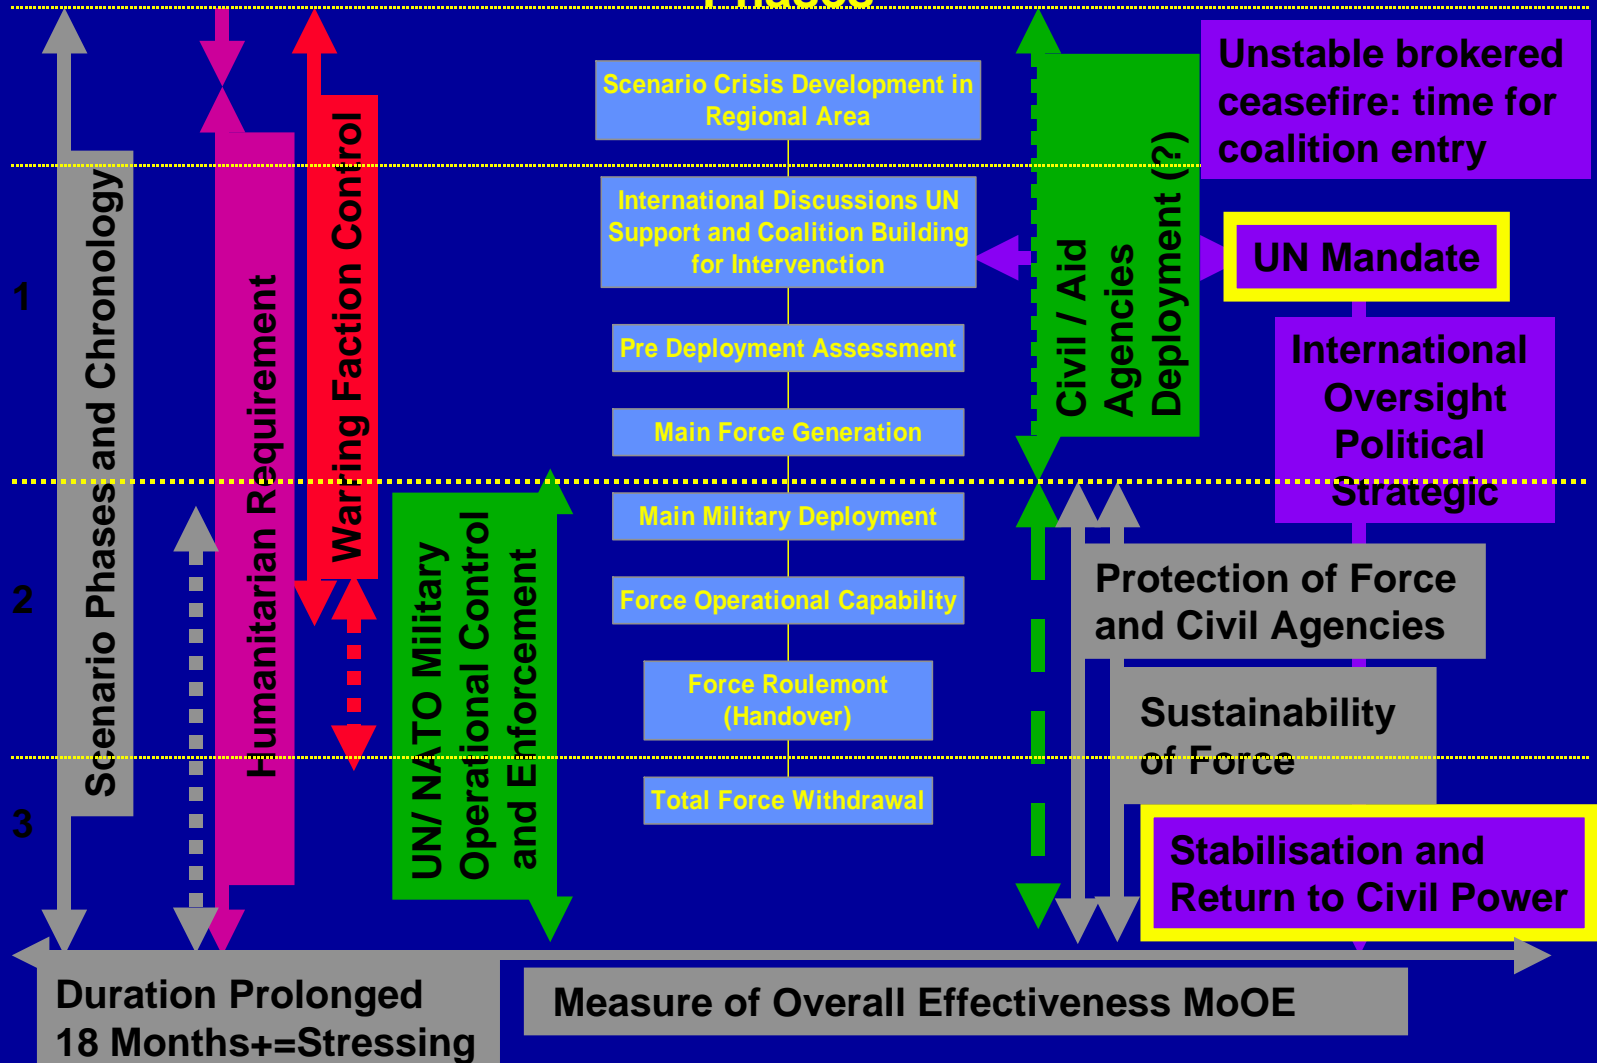 Phases
Scenario Crisis Development in
Regional Area
Unstable brokered
ceasefire: time for
coalition entry
International Discussions UN
Support and Coalition Building
for Intervenction
UN Mandate
1
Pre Deployment Assessment
International
Oversight
Political
Strategic
Main Force Generation
Scenario Phases and Chronology
Humanitarian Requirement
Warring Faction Control
UN/ NATO Military
Operational Control
and Enforcement
Civil / Aid
Agencies
Deployment (?)
Main Military Deployment
2
Force Operational Capability
Protection of Force
and Civil Agencies
Force Roulemont
(Handover)
Sustainability
of Force
3
Total Force Withdrawal
Stabilisation and
Return to Civil Power
Duration Prolonged
18 Months+=Stressing
Measure of Overall Effectiveness MoOE